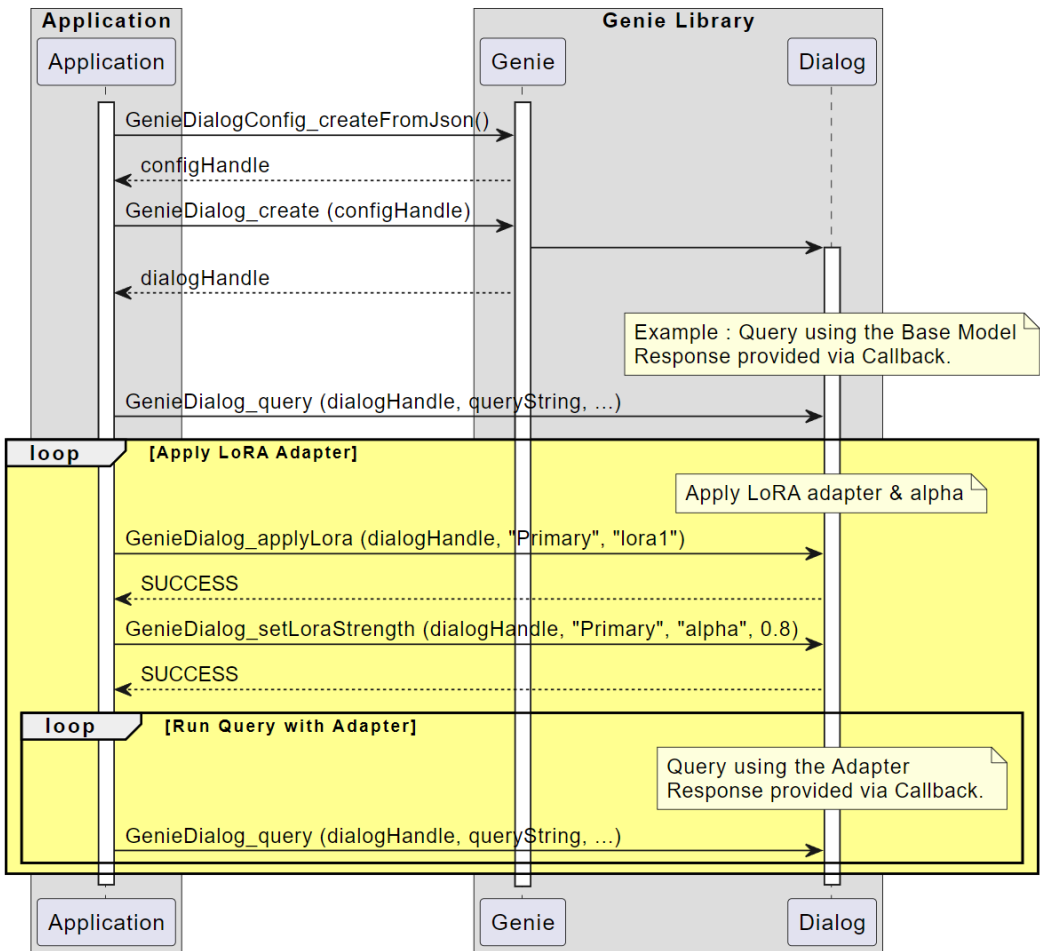 Application
Genie Library
Application
Genie
Dialog
GenieDialogConfig_createFromJson()
configHandle
GenieDialog_create (configHandle)
dialogHandle
Example : Query using the Base Model
Response provided via Callback.
GenieDialog_query (dialogHandle, queryString, ...)
loop
[Apply LoRA Adapter]
Apply LoRA adapter & alpha
GenieDialog_applyLora (dialogHandle, "Primary", "lora1")
SUCCESS
GenieDialog_setLoraStrength (dialogHandle, "Primary", "alpha", 0.8)
SUCCESS
loop
[Run Query with Adapter]
Query using the Adapter
Response provided via Callback.
GenieDialog_query (dialogHandle, queryString, ...)
Application
Genie
Dialog